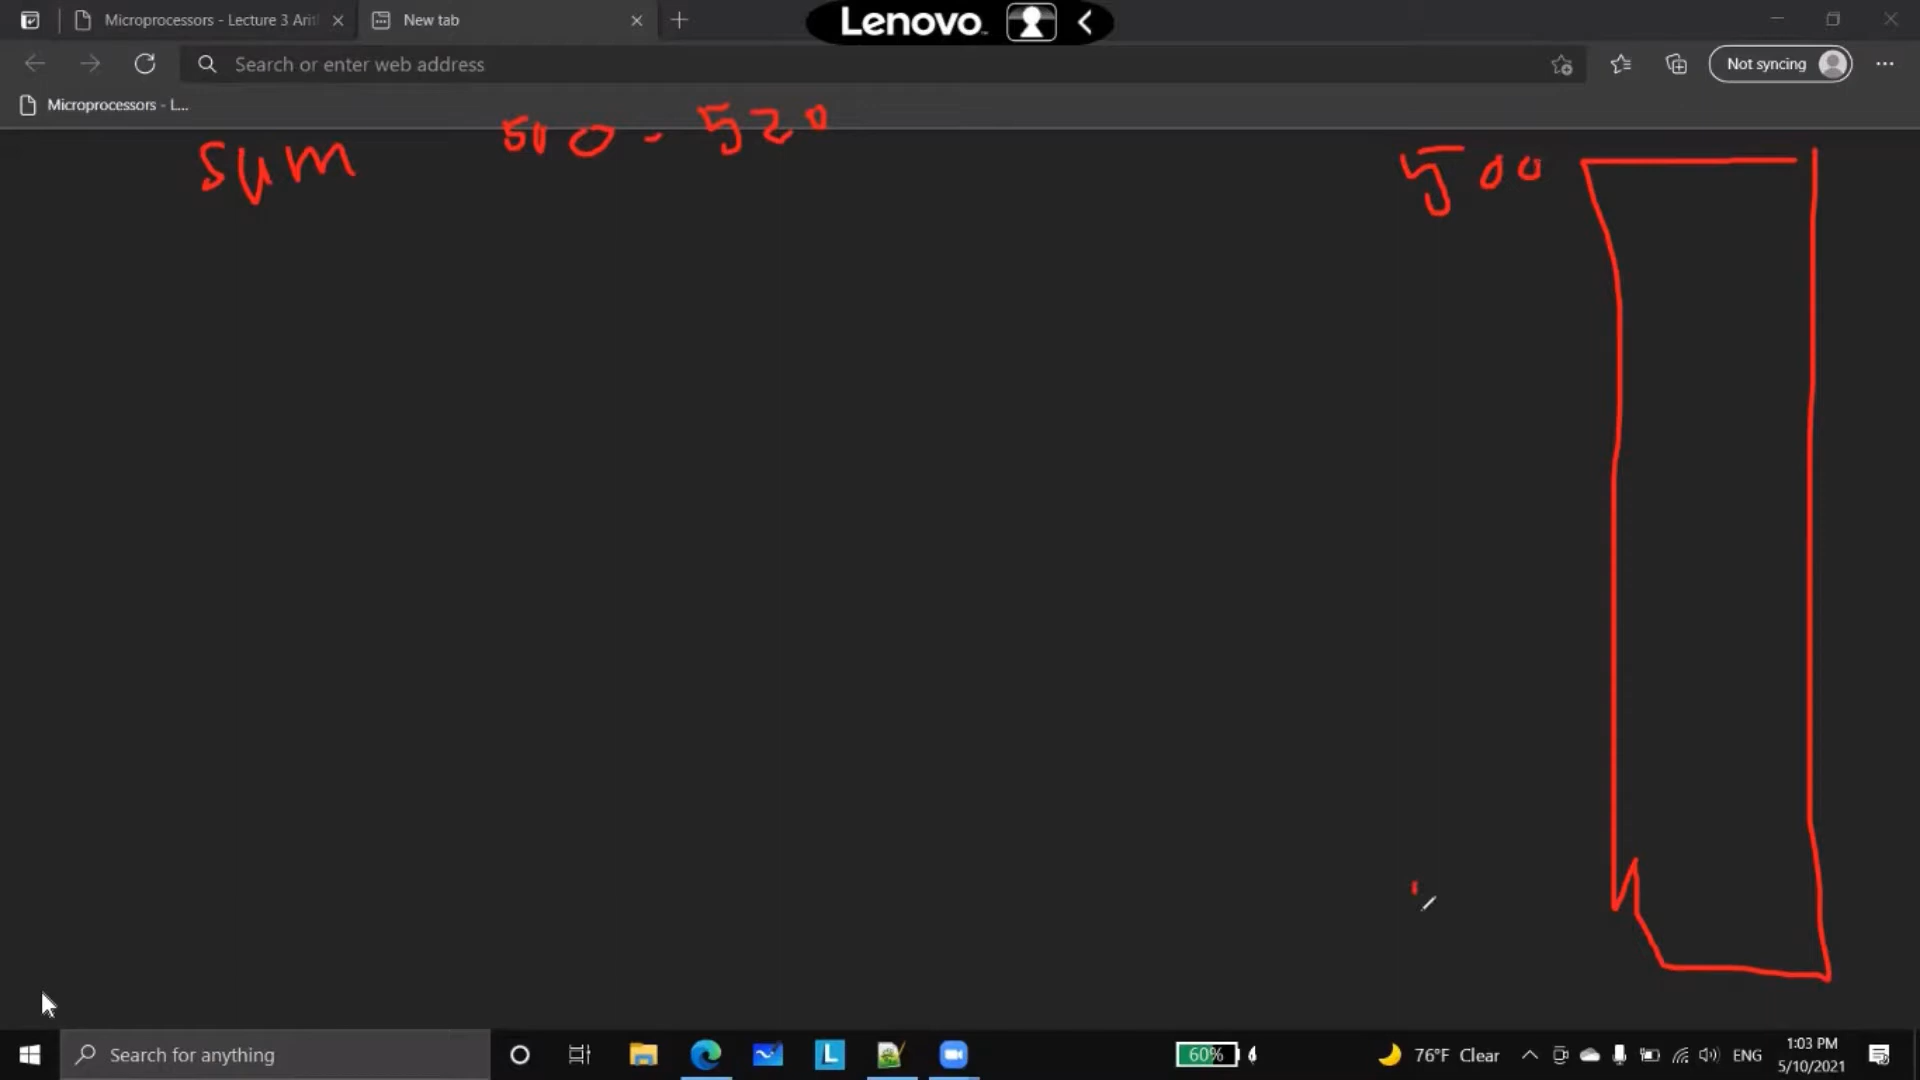 Microprocessors - Lecture 3 Arit
New tab
Lenovo
Search or enter web address
Not syncing
Microprocessors - L...
sum 500 - 520
500
Search for anything
L
60%
76°F Clear
ENG
1:03 PM
5/10/2021